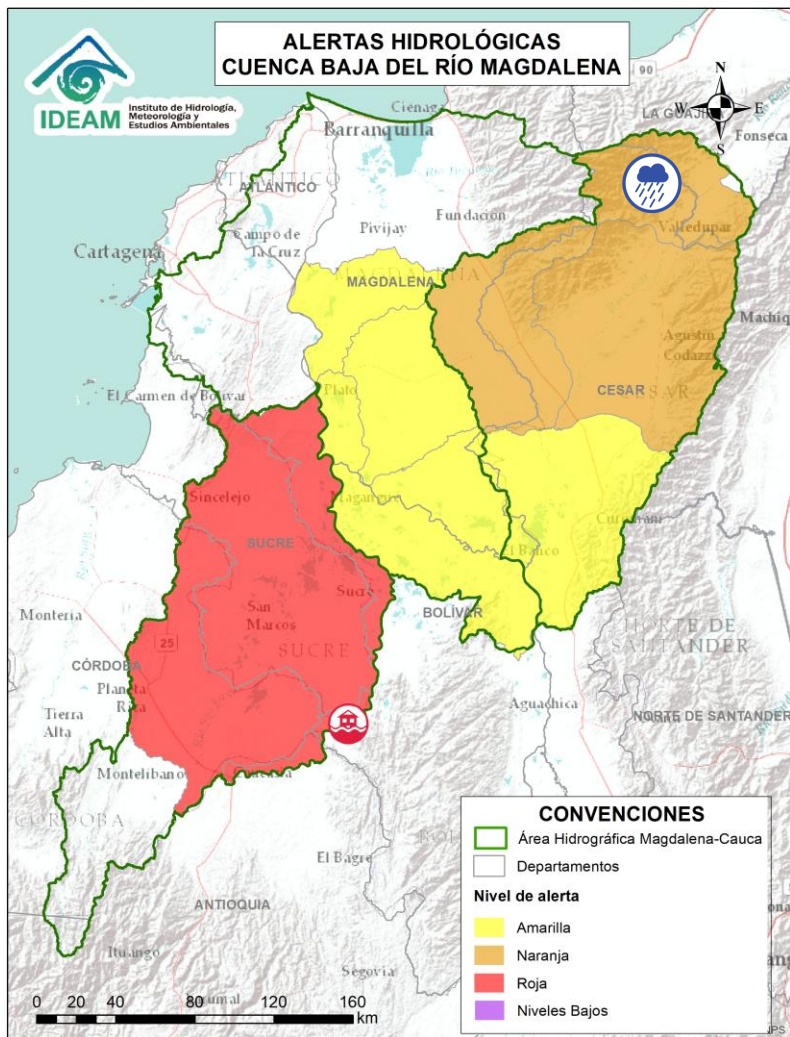 ALERTAS HIDROLÓGICAS
CUENCA BAJA DEL RÍO MAGDALENA
IDEAM
Instituto de Hidrología,
Meteorología y
Estudios Ambientales
N
W
E
S
90
LA GUAJIRA
Fonseca
Ciénaga
Barranquilla
ATLÁNTICO
Campo de
la Cruz
Pivijay
Fundación
Valledupar
Cartagena
MAGDALENA
Agustín
Codazzi
Machiq
CESAR
El Carmen de Bolívar
Plato
Sincelejo
Magangué
SUCRE
El Banco
Sucre
San
Marcos
SUCRE
BOLÍVAR
Montería
25
CÓRDOBA
Planeta
Rica
Tierra
Alta
NORTE DE
SANTANDER
Aguachica
NORTE DE SANTANDER
Montelibano
CÓRDOBA
El Bagre
ANTIOQUIA
Ituango
Segovia
CONVENCIONES
Área Hidrográfica Magdalena-Cauca
Departamentos
Nivel de alerta
Amarilla
Naranja
Roja
Niveles Bajos
0 20 40 80 120 160
km